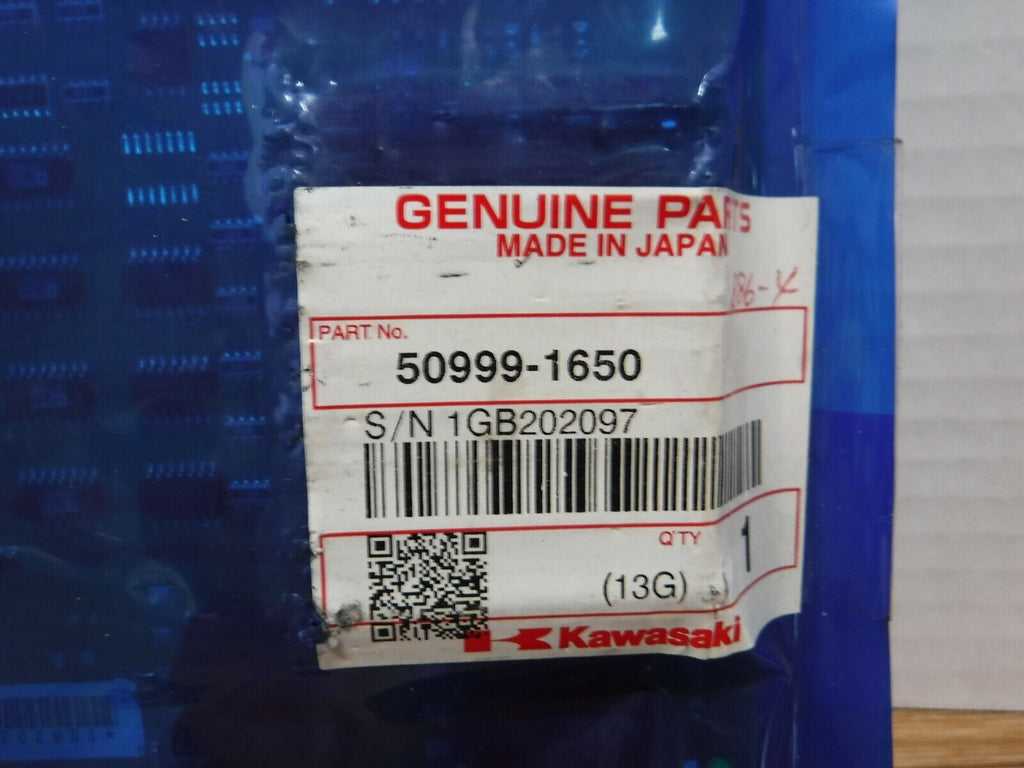 GENUINE PARTS
MADE IN JAPAN
PART No.
50999-1650
S/N 1GB202097
Q'TY
1
(13G)
Kawasaki